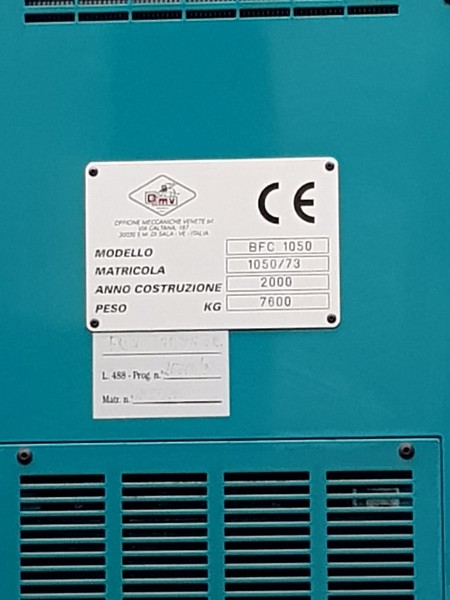 Omv
CE
OFFICINE MECCANICHE VENETE srl
VIA CALTANA, 187
30030 S.M. DI SALA - VE - ITALIA
MODELLO BFC 1050
MATRICOLA 1050/73
ANNO COSTRUZIONE 2000
PESO KG 7600
L. 488 - Prog. n.
Matr. n.